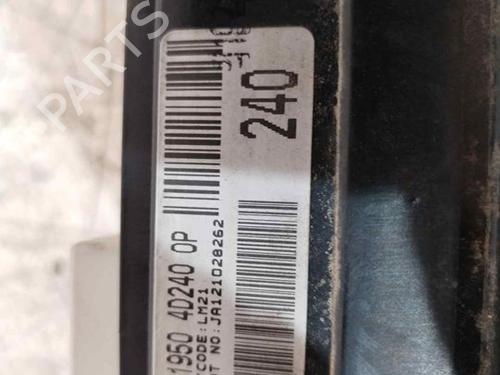 240
1950 4D240 0P
CODE: LM21
T NO: JA121028262
B-PARTS